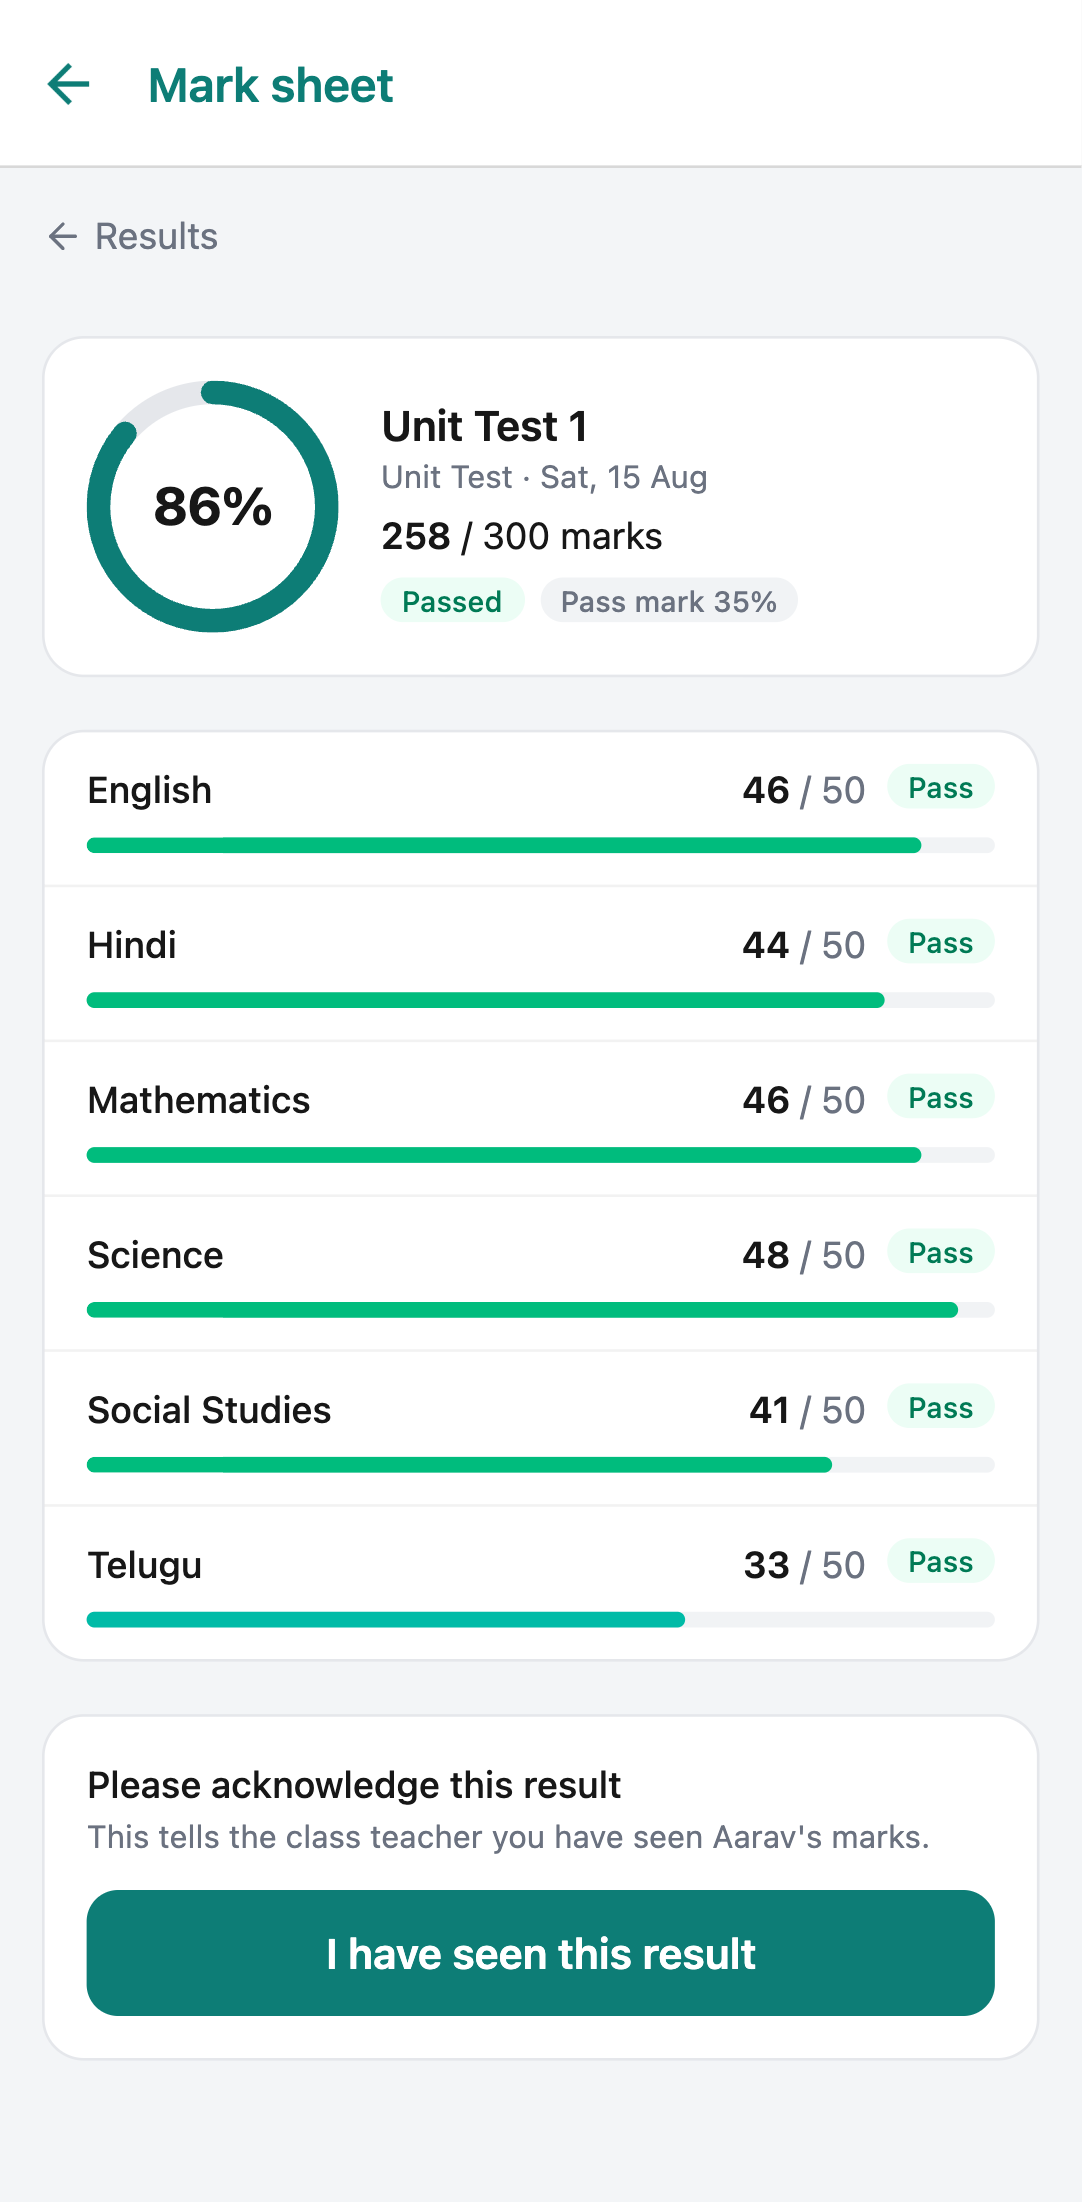 Mark sheet
Results
86%
Unit Test 1
Unit Test · Sat, 15 Aug
258 / 300 marks
Passed Pass mark 35%
English 46 / 50 Pass
Hindi 44 / 50 Pass
Mathematics 46 / 50 Pass
Science 48 / 50 Pass
Social Studies 41 / 50 Pass
Telugu 33 / 50 Pass
Please acknowledge this result
This tells the class teacher you have seen Aarav's marks.
I have seen this result